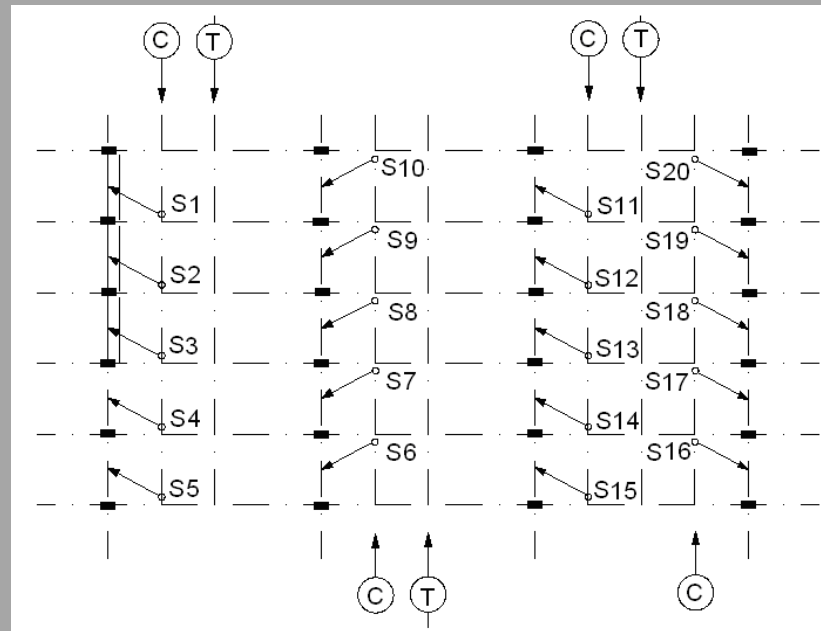 C T C T
S10 S20
S1 S11
S9 S19
S2 S12
S8 S18
S3 S13
S7 S17
S4 S14
S6 S16
S5 S15
C T C